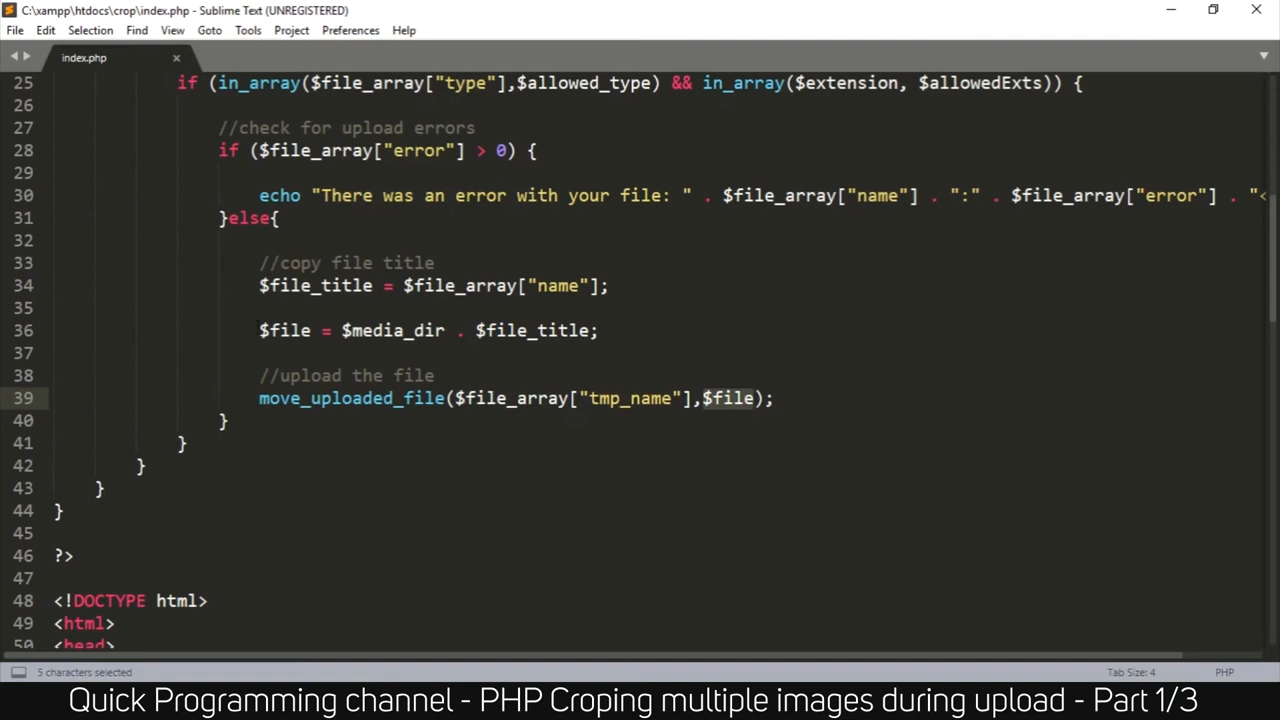 C:\xampp\htdocs\crop\index.php - Sublime Text (UNREGISTERED)
File Edit Selection Find View Goto Tools Project Preferences Help
index.php
25 if (in_array($file_array["type"],$allowed_type) && in_array($extension, $allowedExts)) {
26
27 //check for upload errors
28 if ($file_array["error"] > 0) {
29
30 echo "There was an error with your file: " . $file_array["name"] . ":" . $file_array["error"] . "<
31 }else{
32
33 //copy file title
34 $file_title = $file_array["name"];
35
36 $file = $media_dir . $file_title;
37
38 //upload the file
39 move_uploaded_file($file_array["tmp_name"],$file);
40 }
41 }
42 }
43 }
44 }
45
46 ?>
47
48 <!DOCTYPE html>
49 <html>
50 <head>
5 characters selected Tab Size: 4 PHP
Quick Programming channel - PHP Croping multiple images during upload - Part 1/3